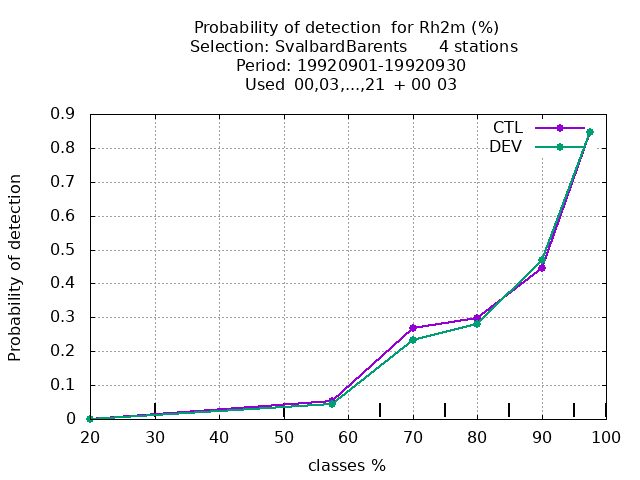 Probability of detection  for Rh2m (%)
Selection: SvalbardBarents      4 stations
Period: 19920901-19920930
Used  00,03,...,21  + 00 03
CTL
DEV
Probability of detection
0.9
0.8
0.7
0.6
0.5
0.4
0.3
0.2
0.1
0
20 30 40 50 60 70 80 90 100
classes %